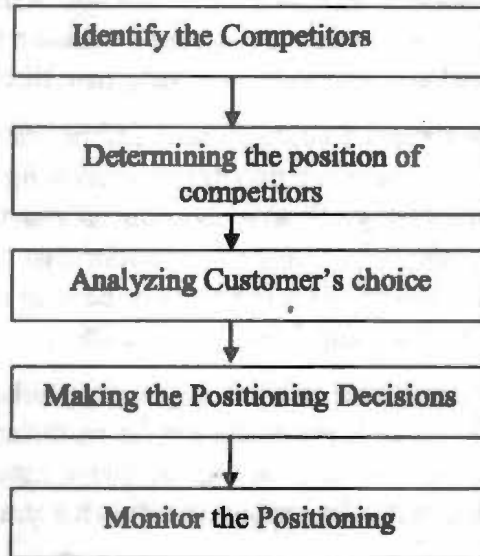 Identify the Competitors
Determining the position of
competitors
Analyzing Customer's choice
Making the Positioning Decisions
Monitor the Positioning